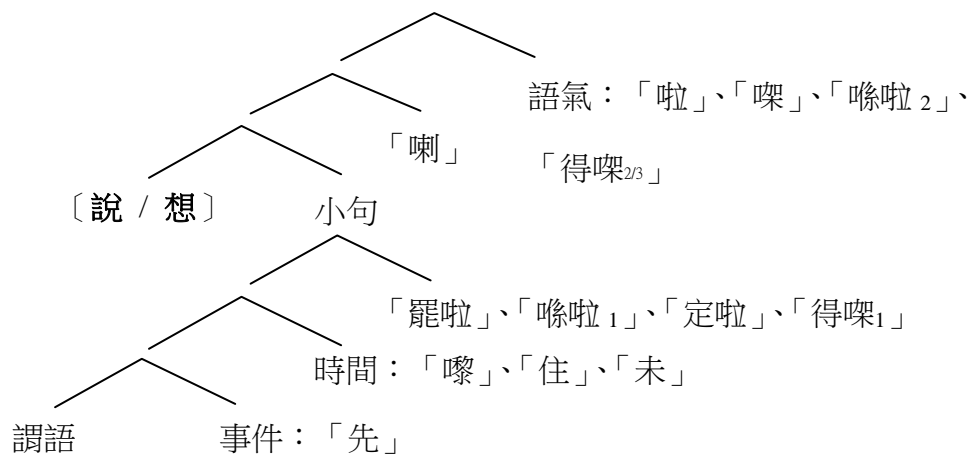 語氣：「啦」、「㗎」、「喺啦 2」、
「喇」
「得㗎2/3」
〔說 / 想〕
小句
「罷啦」、「喺啦 1」、「定啦」、「得㗎1」
時間：「嚟」、「住」、「未」
謂語
事件：「先」